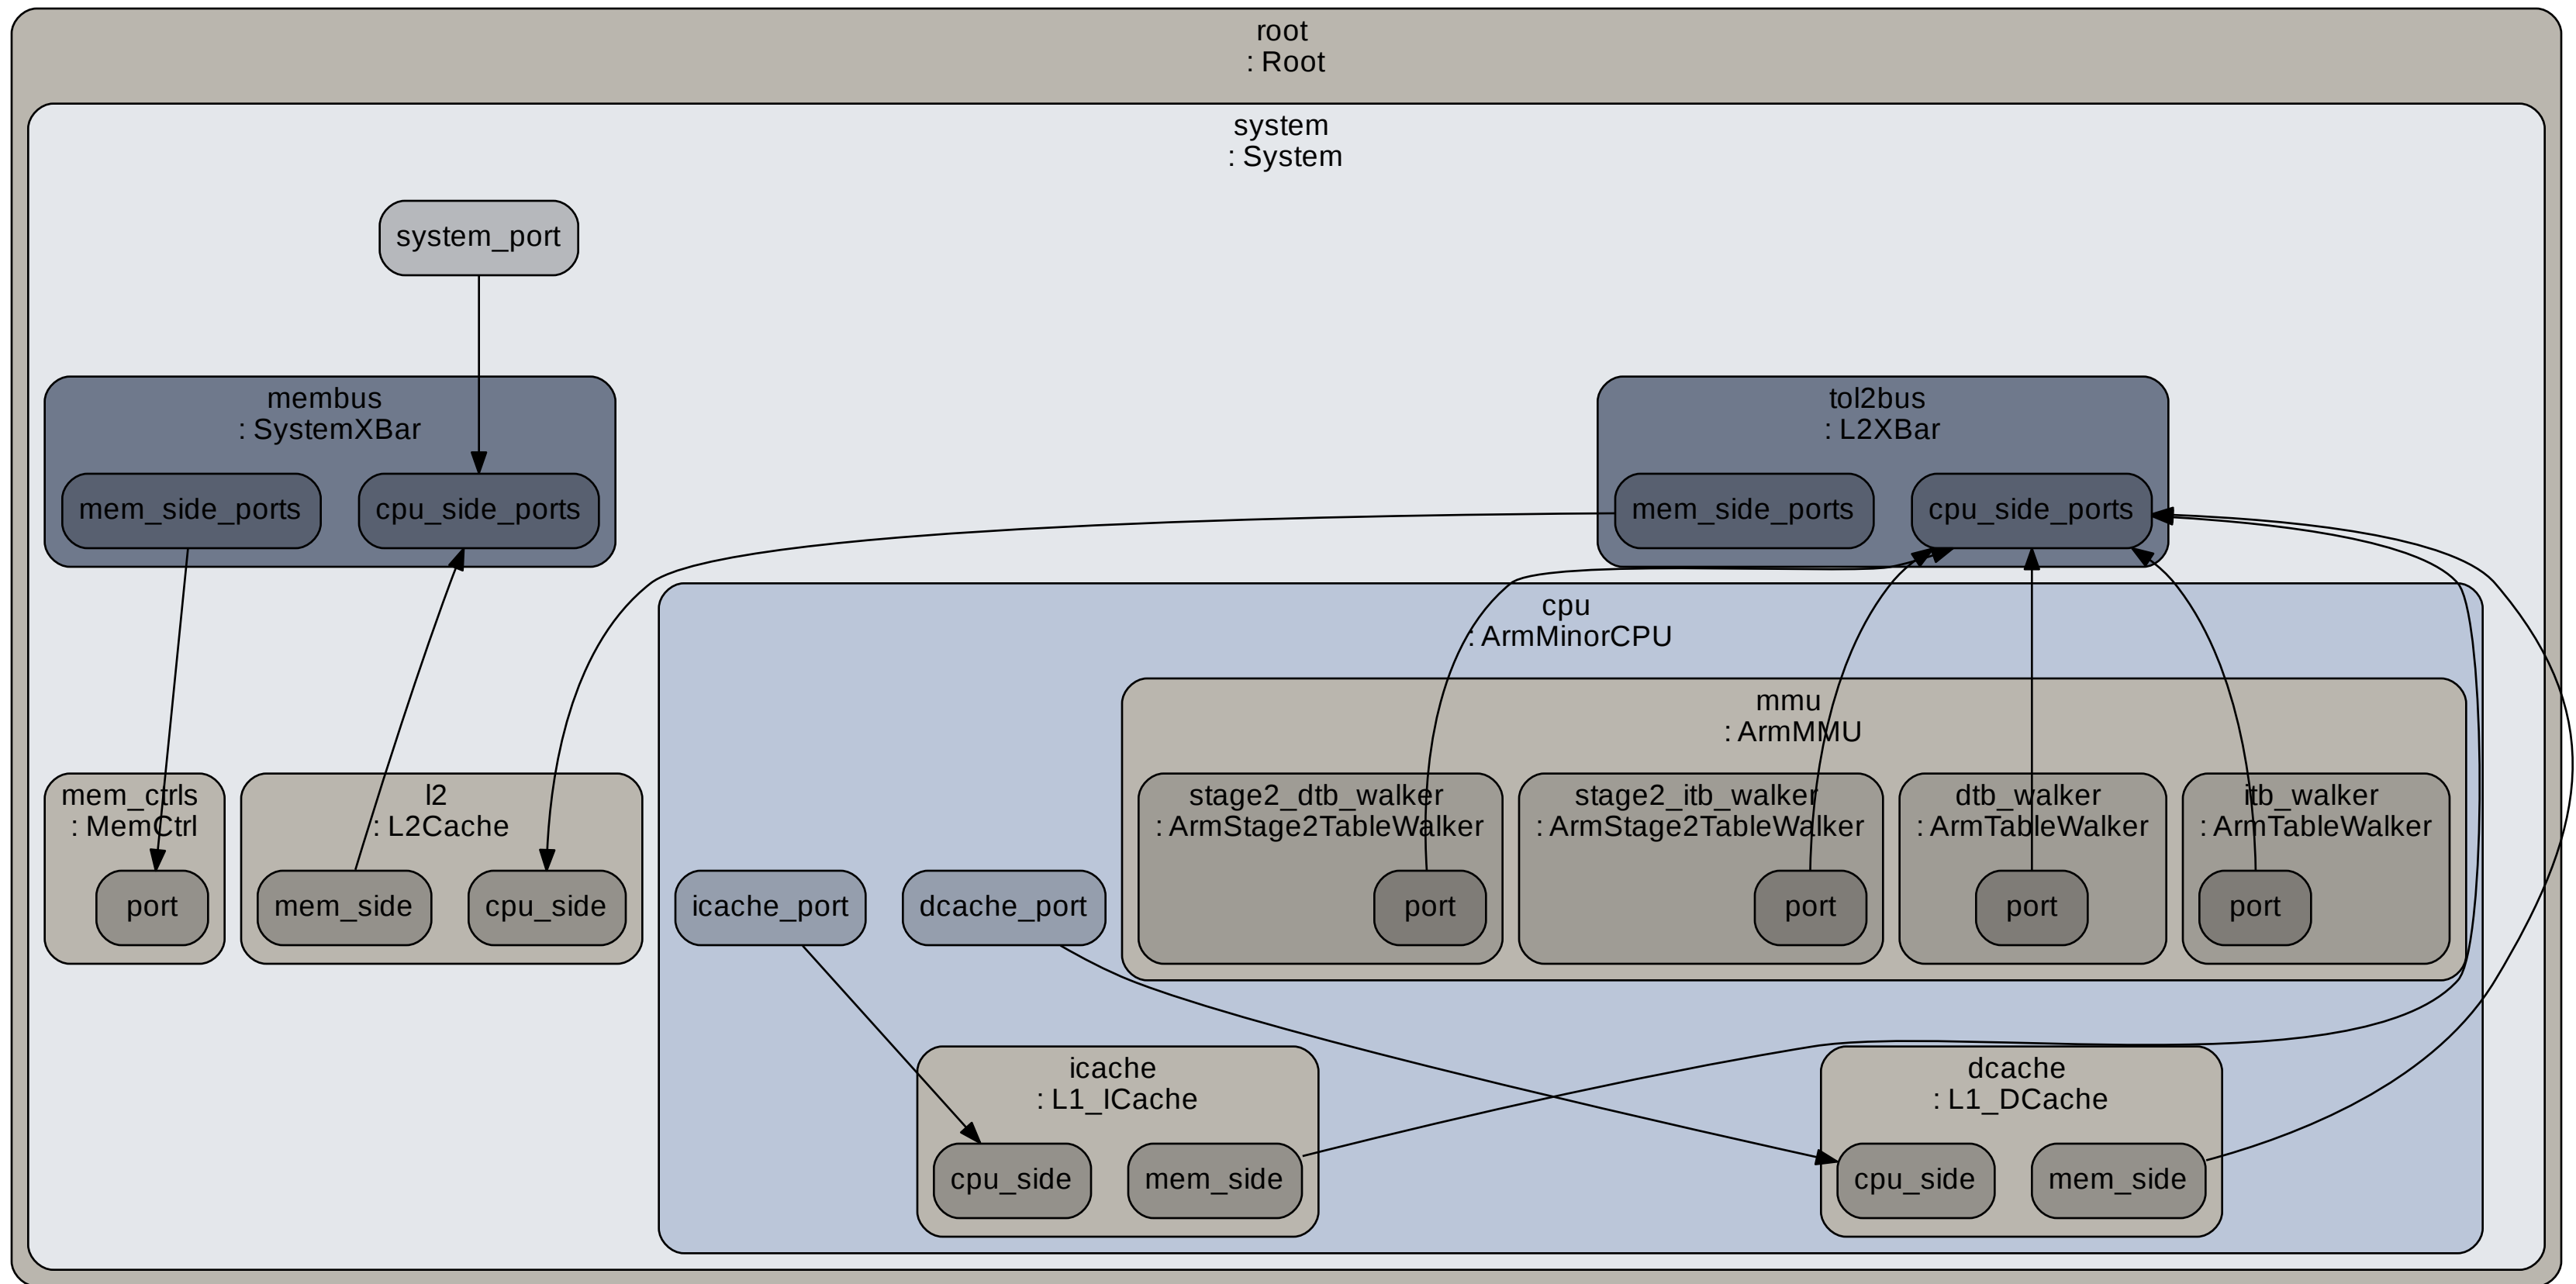 root
: Root
system
: System
system_port
membus
: SystemXBar
mem_side_ports
cpu_side_ports
tol2bus
: L2XBar
mem_side_ports
cpu_side_ports
cpu
: ArmMinorCPU
mmu
: ArmMMU
mem_ctrls
: MemCtrl
port
l2
: L2Cache
mem_side
cpu_side
icache_port
dcache_port
stage2_dtb_walker
: ArmStage2TableWalker
port
stage2_itb_walker
: ArmStage2TableWalker
port
dtb_walker
: ArmTableWalker
port
itb_walker
: ArmTableWalker
port
icache
: L1_ICache
cpu_side
mem_side
dcache
: L1_DCache
cpu_side
mem_side